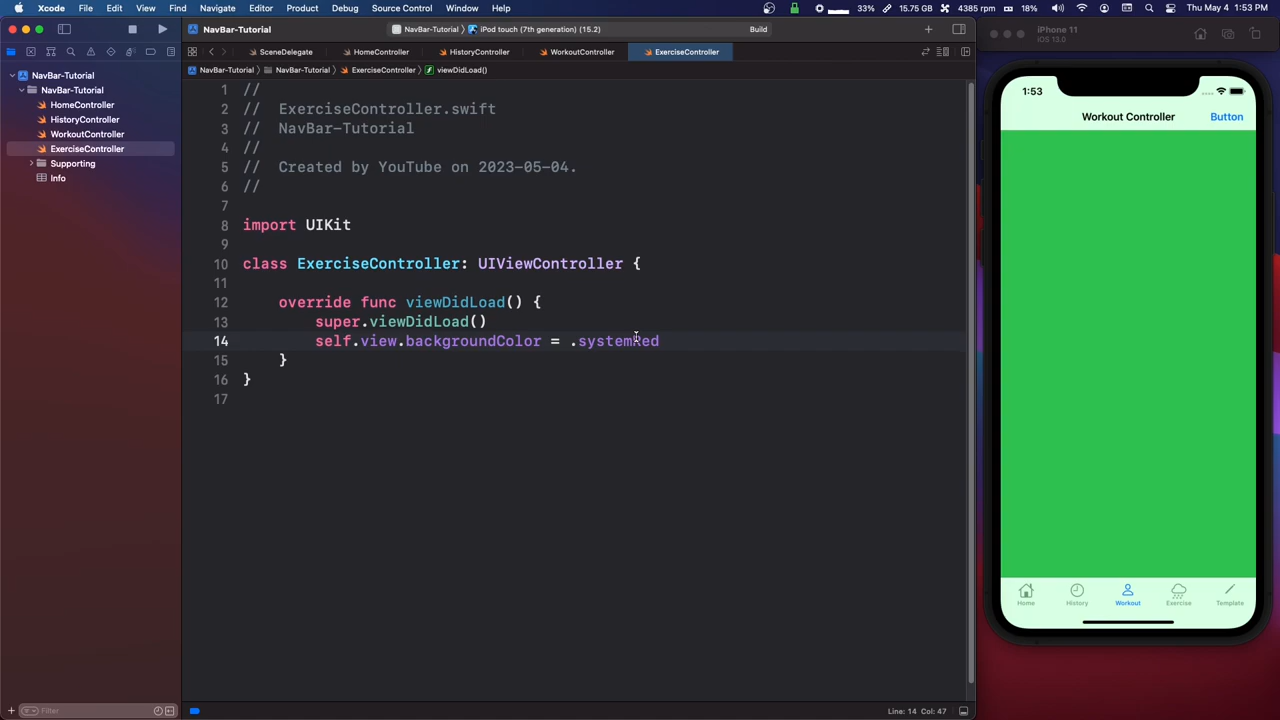 Xcode File Edit View Find Navigate Editor Product Debug Source Control Window Help
33% 15.75 GB 4385 rpm 18% Thu May 4 1:53 PM
NavBar-Tutorial
NavBar-Tutorial iPod touch (7th generation) (15.2) Build
SceneDelegate HomeController HistoryController WorkoutController ExerciseController
NavBar-Tutorial NavBar-Tutorial ExerciseController viewDidLoad()
NavBar-Tutorial
NavBar-Tutorial
HomeController
HistoryController
WorkoutController
ExerciseController
Supporting
Info
Filter
1 //
2 // ExerciseController.swift
3 // NavBar-Tutorial
4 //
5 // Created by YouTube on 2023-05-04.
6 //
7
8 import UIKit
9
10 class ExerciseController: UIViewController {
11
12 override func viewDidLoad() {
13 super.viewDidLoad()
14 self.view.backgroundColor = .systemRed
15 }
16 }
17
Line: 14 Col: 47
iPhone 11
iOS 13.0
1:53
Workout Controller Button
Home History Workout Exercise Template